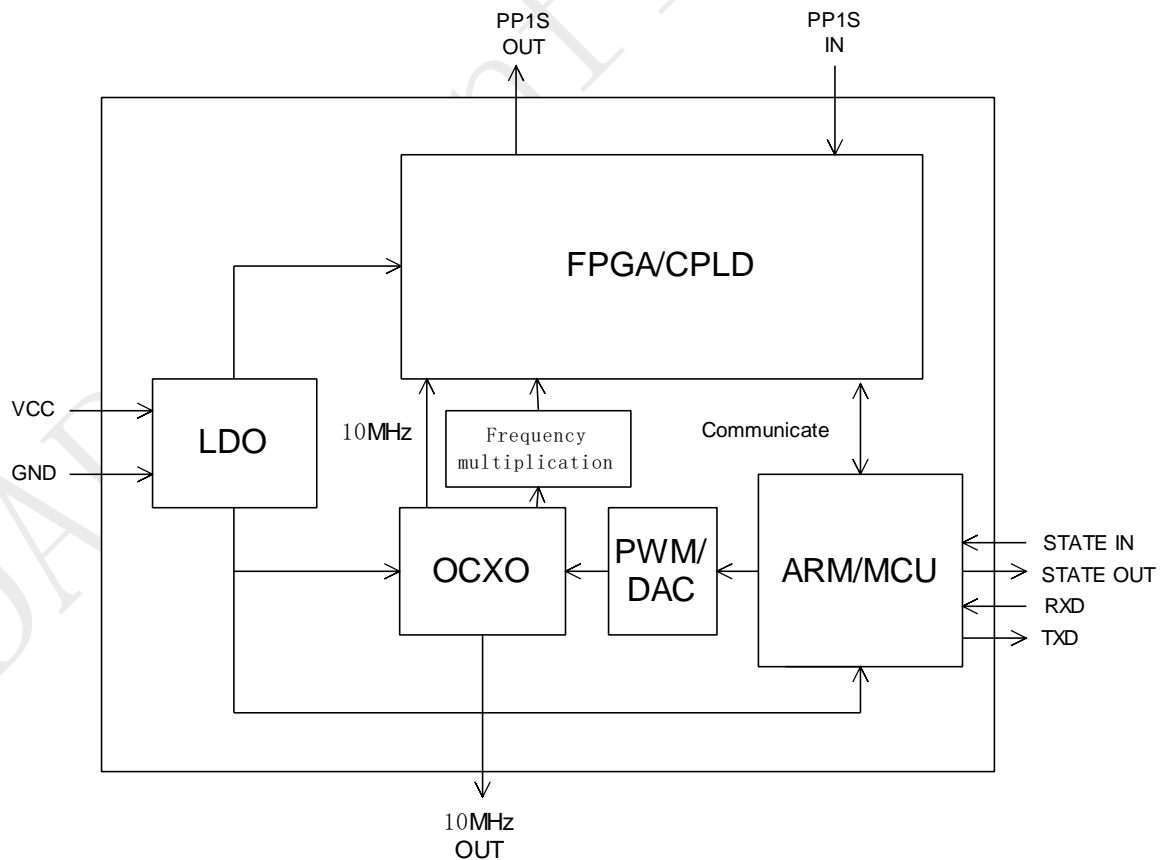 PP1S
OUT
PP1S
IN
FPGA/CPLD
VCC
GND
LDO
10MHz
Frequency
multiplication
Communicate
OCXO
PWM/
DAC
ARM/MCU
STATE IN
STATE OUT
RXD
TXD
10MHz
OUT